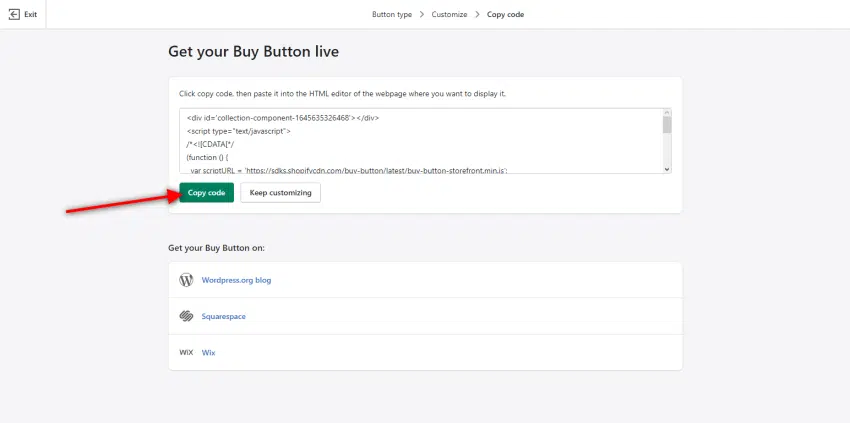 Exit
Button type > Customize > Copy code
Get your Buy Button live
Click copy code, then paste it into the HTML editor of the webpage where you want to display it.
<div id='collection-component-1645635326468'></div>
<script type="text/javascript">
/*<![CDATA[*/
(function () {
var scriptURL = 'https://sdks.shopifycdn.com/buy-button/latest/buy-button-storefront.min.js';
Copy code
Keep customizing
Get your Buy Button on:
Wordpress.org blog
Squarespace
WiX Wix